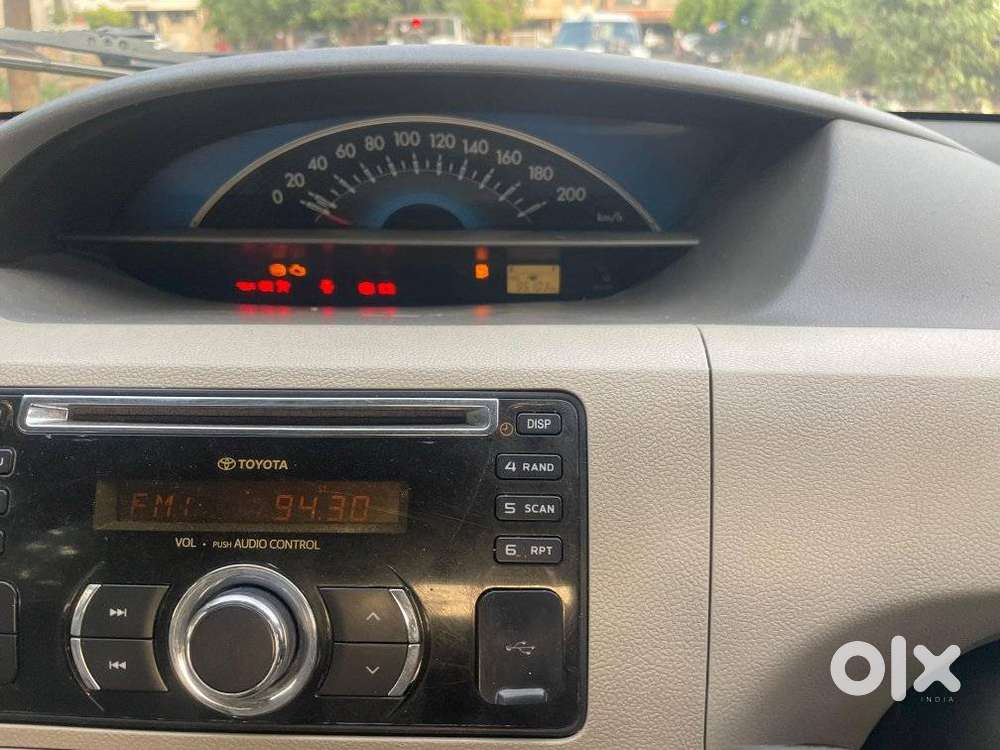 0 20 40 60 80 100 120 140 160 180 200 km/h
DISP
TOYOTA
4 RAND
FM1 ST 94.30
5 SCAN
VOL • PUSH AUDIO CONTROL
6 RPT
olx
INDIA